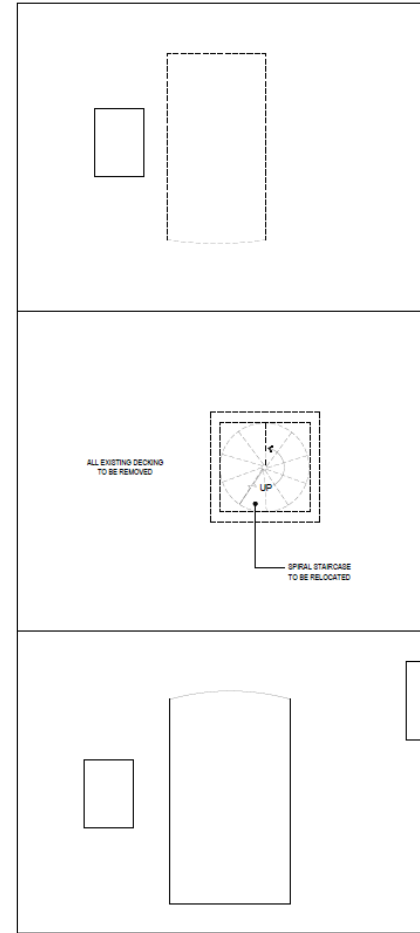 ALL EXISTING DECKING
TO BE REMOVED
UP
SPIRAL STAIRCASE
TO BE RELOCATED